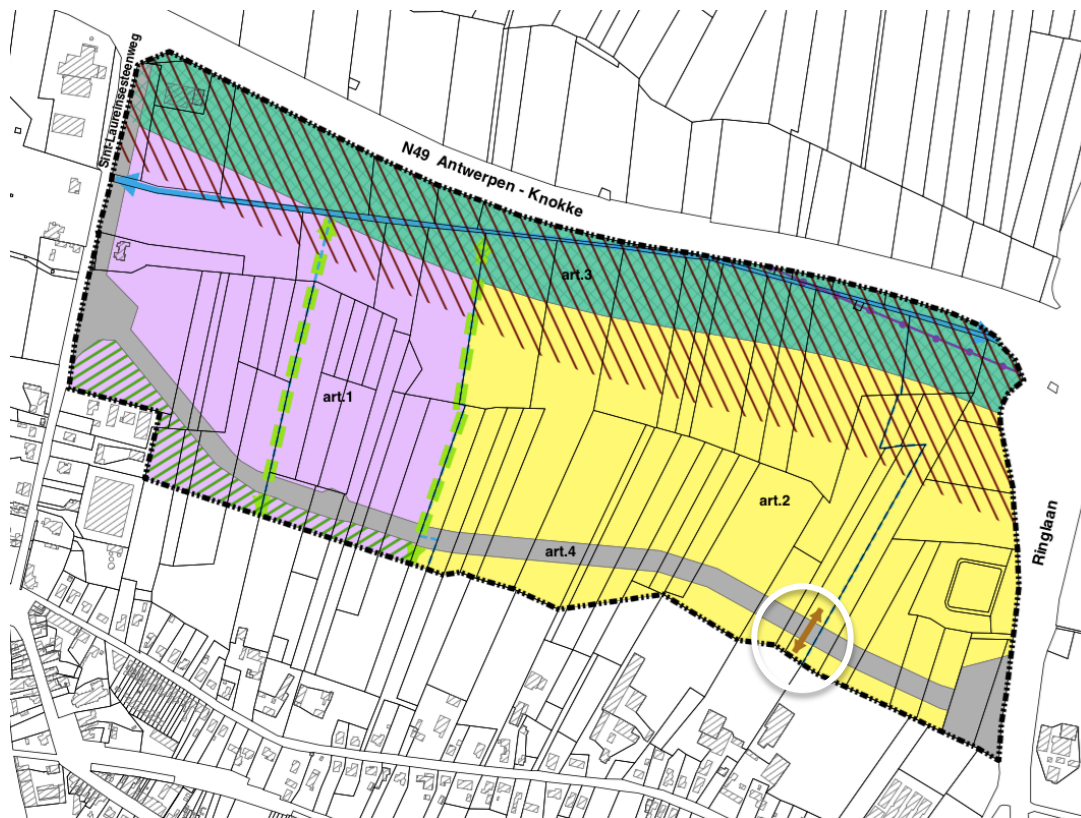 Sint-Laureinsesteenweg
N49 Antwerpen - Knokke
art.3
art.1
art.2
art.4
Ringlaan